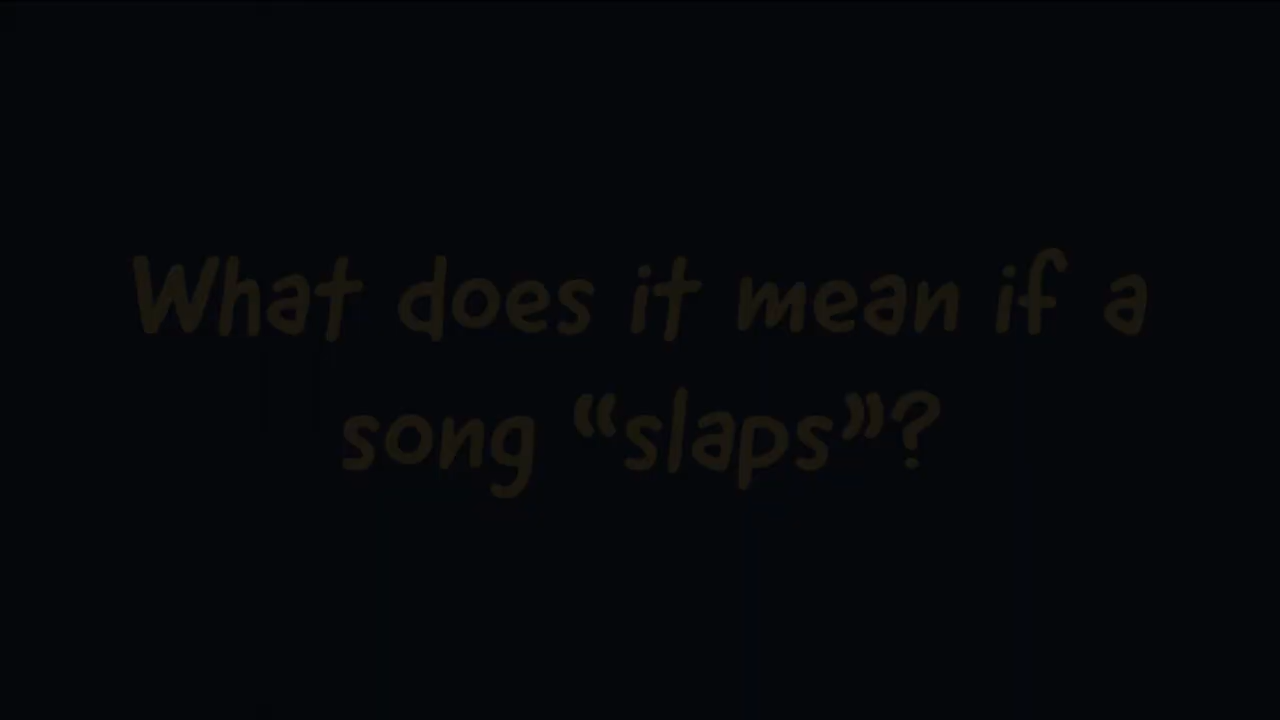 What does it mean if a
song “slaps”?